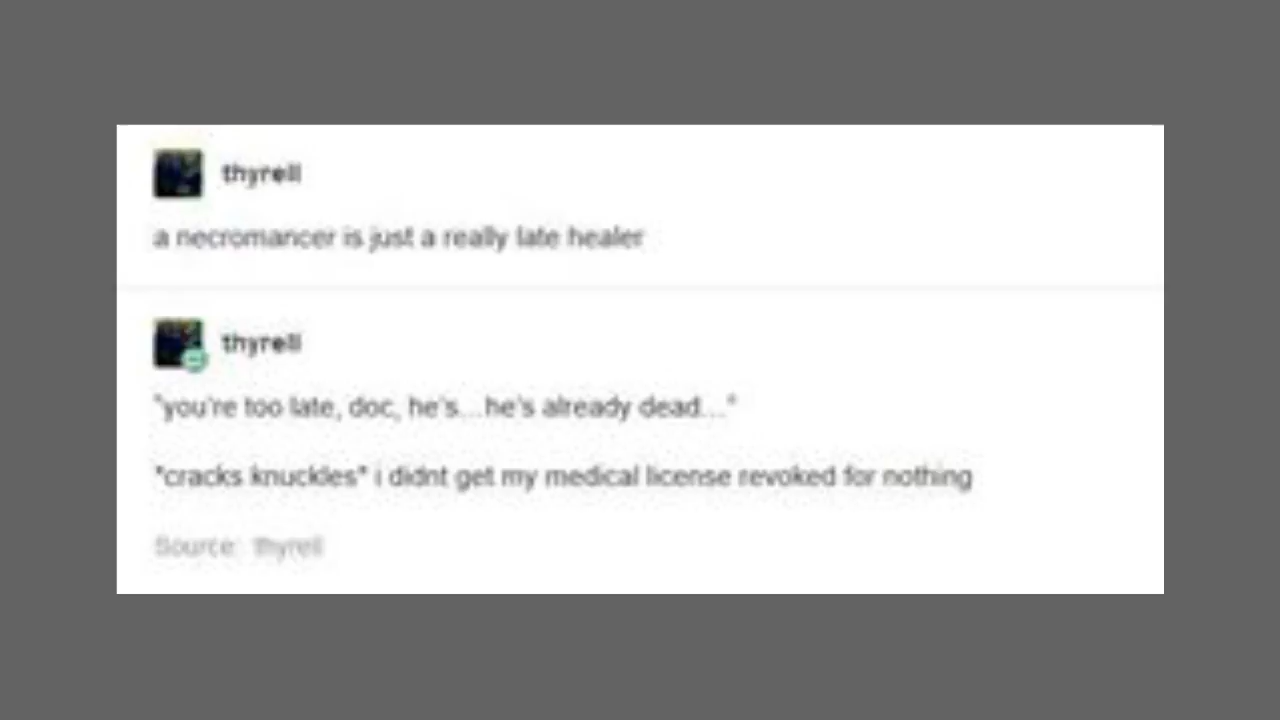 thyrell
a necromancer is just a really late healer
thyrell
"you're too late, doc, he's...he's already dead..."
*cracks knuckles* i didnt get my medical license revoked for nothing
Source: thyrell